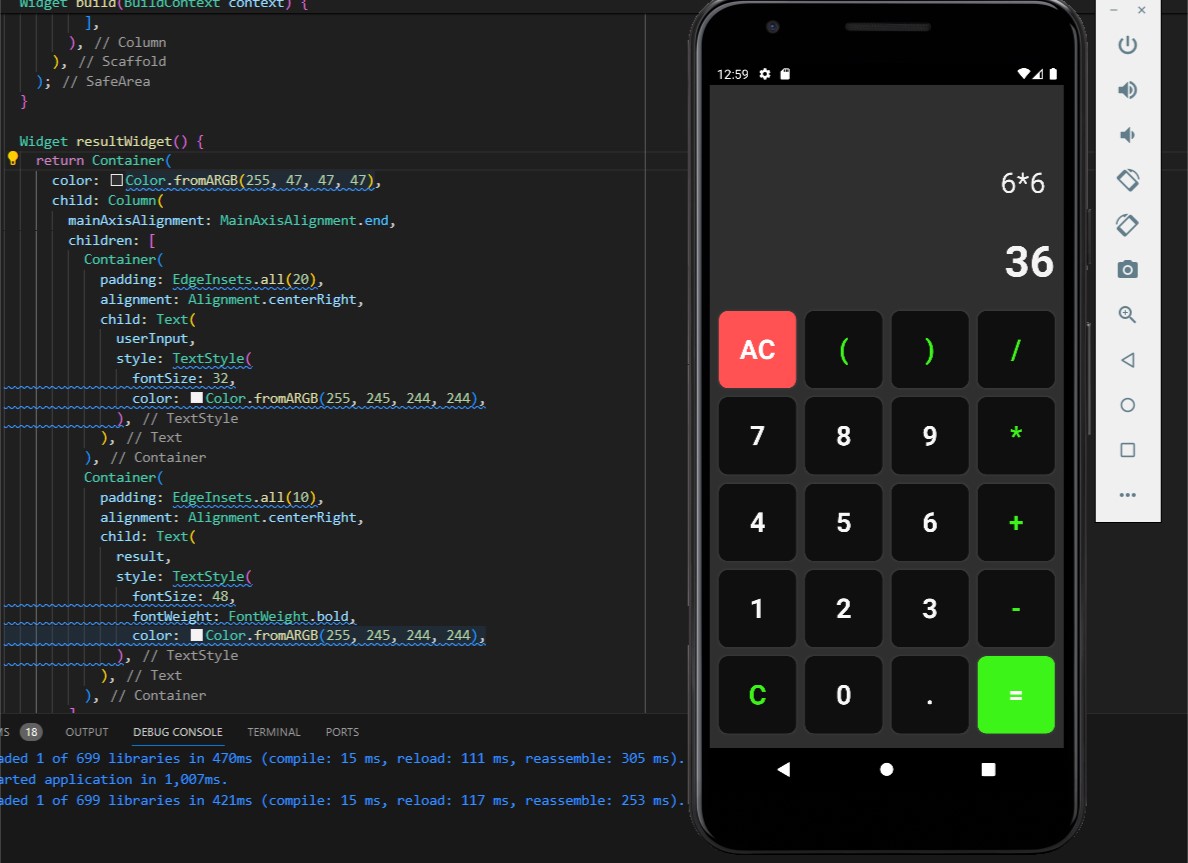 Widget build(BuildContext context) {
],
), // Column
), // Scaffold
); // SafeArea
}
Widget resultWidget() {
return Container(
color: Color.fromARGB(255, 47, 47, 47),
child: Column(
mainAxisAlignment: MainAxisAlignment.end,
children: [
Container(
padding: EdgeInsets.all(20),
alignment: Alignment.centerRight,
child: Text(
userInput,
style: TextStyle(
fontSize: 32,
color: Color.fromARGB(255, 245, 244, 244),
), // TextStyle
), // Text
), // Container
Container(
padding: EdgeInsets.all(10),
alignment: Alignment.centerRight,
child: Text(
result,
style: TextStyle(
fontSize: 48,
fontWeight: FontWeight.bold,
color: Color.fromARGB(255, 245, 244, 244),
), // TextStyle
), // Text
), // Container
]
MS 18 OUTPUT DEBUG CONSOLE TERMINAL PORTS
aded 1 of 699 libraries in 470ms (compile: 15 ms, reload: 111 ms, reassemble: 305 ms).
arted application in 1,007ms.
aded 1 of 699 libraries in 421ms (compile: 15 ms, reload: 117 ms, reassemble: 253 ms).
12:59
6*6
36
AC ( ) /
7 8 9 *
4 5 6 +
1 2 3 -
C 0 . =